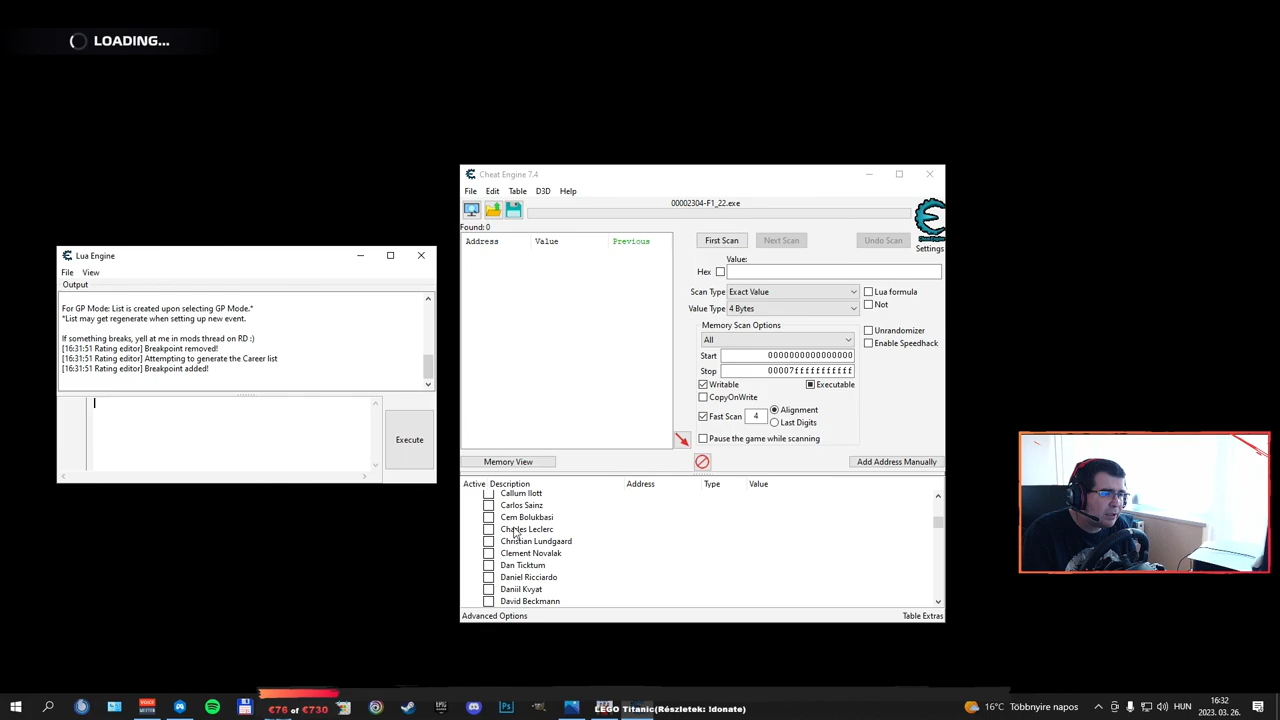 LOADING...
Cheat Engine 7.4
File Edit Table D3D Help
00002304-F1_22.exe
Found: 0
Address Value Previous
First Scan Next Scan Undo Scan
Settings
Value:
Hex
Scan Type Exact Value
Lua formula
Not
Value Type 4 Bytes
Memory Scan Options
All
Unrandomizer
Enable Speedhack
Start 0000000000000000
Stop 00007fffffffffff
Writable Executable
CopyOnWrite
Fast Scan 4 Alignment
Last Digits
Pause the game while scanning
Memory View Add Address Manually
Active Description Address Type Value
Callum Ilott
Carlos Sainz
Cem Bolukbasi
Charles Leclerc
Christian Lundgaard
Clement Novalak
Dan Ticktum
Daniel Ricciardo
Daniil Kvyat
David Beckmann
Advanced Options Table Extras
Lua Engine
File View
Output
For GP Mode: List is created upon selecting GP Mode.*
*List may get regenerate when setting up new event.
If something breaks, yell at me in mods thread on RD :)
[16:31:51 Rating editor] Breakpoint removed!
[16:31:51 Rating editor] Attempting to generate the Career list
[16:31:51 Rating editor] Breakpoint added!
Execute
€76 of €730
LEGO Titanic(Részletek: !donate)
16°C Többnyire napos
HUN
16:32
2023. 03. 26.